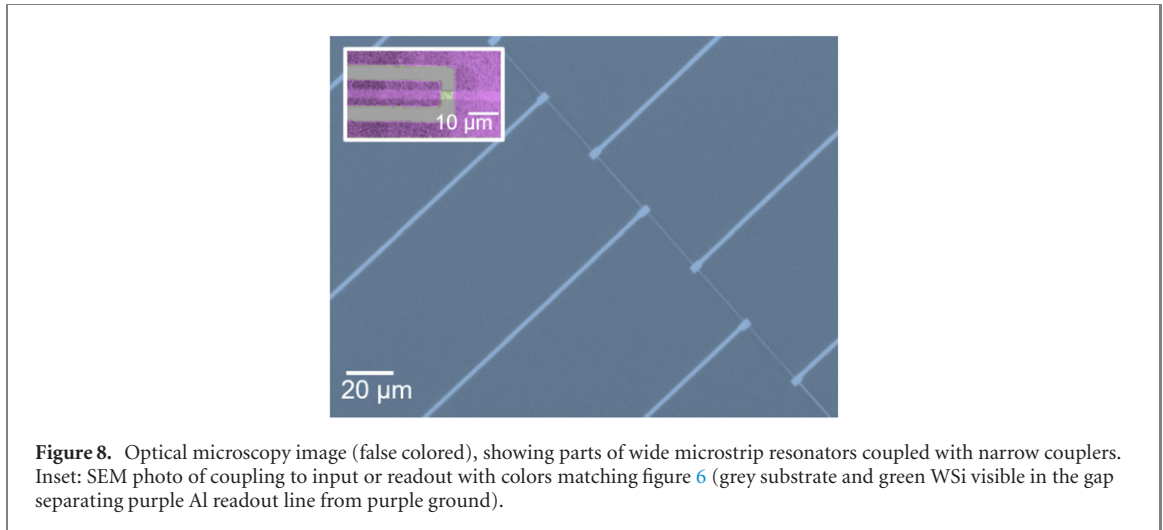 10 μm
20 μm
Figure 8. Optical microscopy image (false colored), showing parts of wide microstrip resonators coupled with narrow couplers.
Inset: SEM photo of coupling to input or readout with colors matching figure 6 (grey substrate and green WSi visible in the gap
separating purple Al readout line from purple ground).